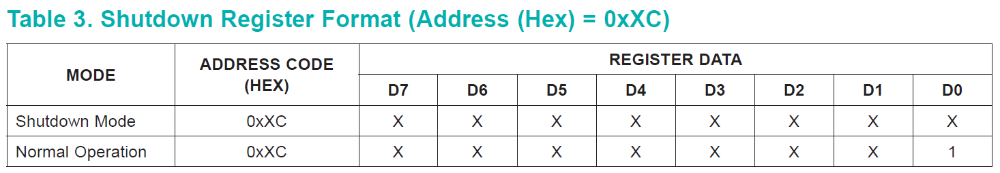 Table 3. Shutdown Register Format (Address (Hex) = 0xXC)
MODE ADDRESS CODE (HEX) REGISTER DATA
D7 D6 D5 D4 D3 D2 D1 D0
Shutdown Mode 0xXC X X X X X X X X
Normal Operation 0xXC X X X X X X X 1